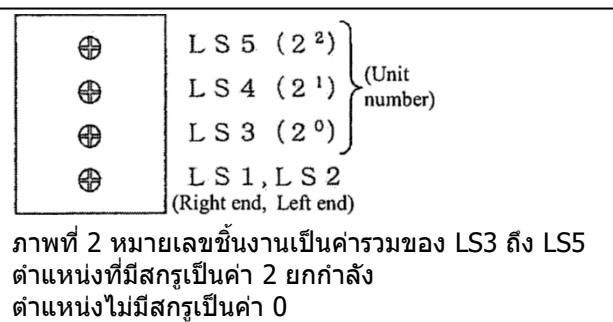 LS5 (2²)
LS4 (2¹)
LS3 (2⁰)
(Unit
number)
LS1, LS2
(Right end, Left end)
ภาพที่ 2 หมายเลขชิ้นงานเป็นค่ารวมของ LS3 ถึง LS5
ตำแหน่งที่มีสกรูเป็นค่า 2 ยกกำลัง
ตำแหน่งไม่มีสกรูเป็นค่า 0